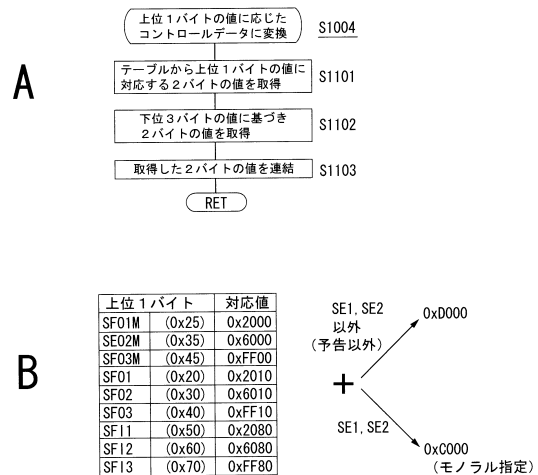 A
上位1バイトの値に応じた
コントロールデータに変換
S1004
テーブルから上位1バイトの値に
対応する2バイトの値を取得
S1101
下位3バイトの値に基づき
2バイトの値を取得
S1102
取得した2バイトの値を連結
S1103
RET
B
上位1バイト 対応値
SF01M (0x25) 0x2000
SE02M (0x35) 0x6000
SF03M (0x45) 0xFF00
SF01 (0x20) 0x2010
SF02 (0x30) 0x6010
SF03 (0x40) 0xFF10
SFI1 (0x50) 0x2080
SFI2 (0x60) 0x6080
SFI3 (0x70) 0xFF80
+
SE1, SE2
以外
(予告以外)
0xD000
SE1, SE2
0xC000
(モノラル指定)